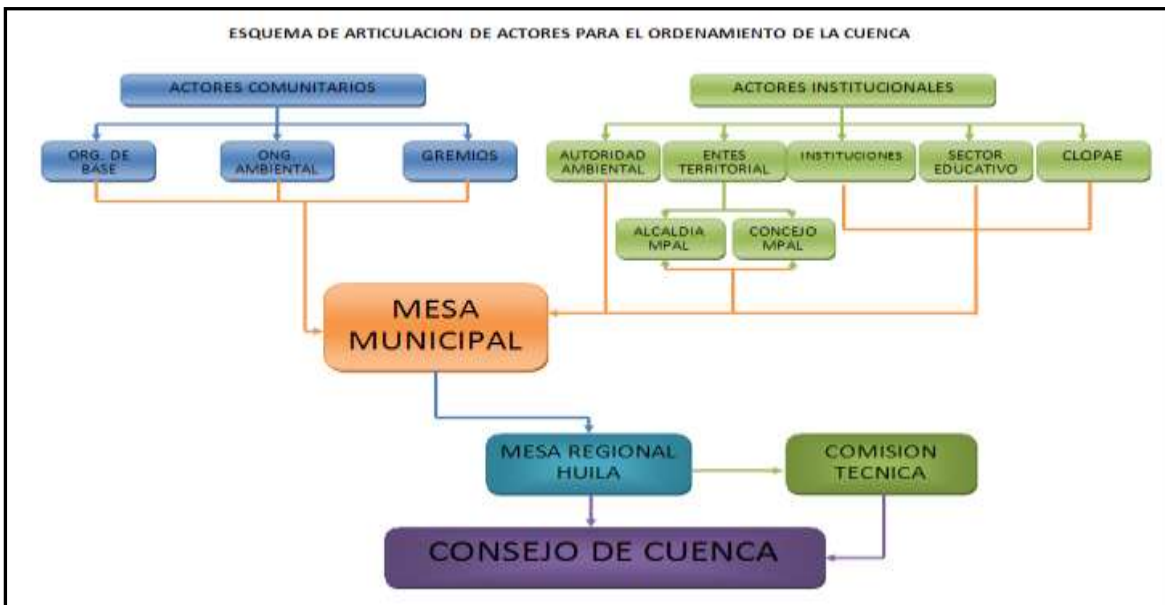 ESQUEMA DE ARTICULACION DE ACTORES PARA EL ORDENAMIENTO DE LA CUENCA
ACTORES COMUNITARIOS
ACTORES INSTITUCIONALES
ORG. DE
BASE
ONG.
AMBIENTAL
GREMIOS
AUTORIDAD
AMBIENTAL
ENTES
TERRITORIAL
INSTITUCIONES
SECTOR
EDUCATIVO
CLOPAE
ALCALDIA
MPAL
CONCEJO
MPAL
MESA
MUNICIPAL
MESA REGIONAL
HUILA
COMISION
TECNICA
CONSEJO DE CUENCA